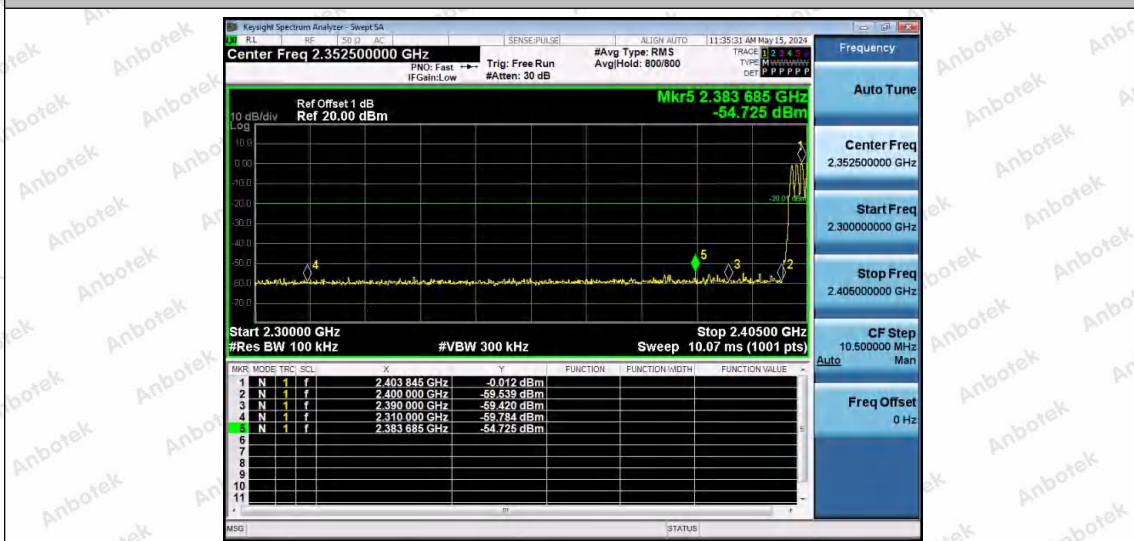 Keysight Spectrum Analyzer - Swept SA
RL RF 50 Ω AC SENSE:PULSE ALIGN AUTO 11:35:31 AM May 15, 2024
Center Freq 2.352500000 GHz
PNO: Fast
IFGain:Low
Trig: Free Run
#Atten: 30 dB
#Avg Type: RMS
Avg|Hold: 800/800
TRACE 1 2 3 4 5 6
TYPE M WWWWW
DET P P P P P P
Ref Offset 1 dB
10 dB/div Ref 20.00 dBm
Log
Mkr5 2.383 685 GHz
-54.725 dBm
10.0
0.00
-10.0
-20.0
-30.0
-40.0
-50.0
-60.0
-70.0
1
-20.01 dBm
4
5
3
2
Start 2.30000 GHz
Stop 2.40500 GHz
#Res BW 100 kHz
#VBW 300 kHz
Sweep 10.07 ms (1001 pts)
MKR MODE TRC SCL X Y FUNCTION FUNCTION WIDTH FUNCTION VALUE
1 N 1 f 2.403 845 GHz -0.012 dBm
2 N 1 f 2.400 000 GHz -59.539 dBm
3 N 1 f 2.390 000 GHz -59.420 dBm
4 N 1 f 2.310 000 GHz -59.784 dBm
5 N 1 f 2.383 685 GHz -54.725 dBm
6
7
8
9
10
11
MSG
STATUS
Frequency
Auto Tune
Center Freq
2.352500000 GHz
Start Freq
2.300000000 GHz
Stop Freq
2.405000000 GHz
CF Step
10.500000 MHz
Auto Man
Freq Offset
0 Hz
Anbotek